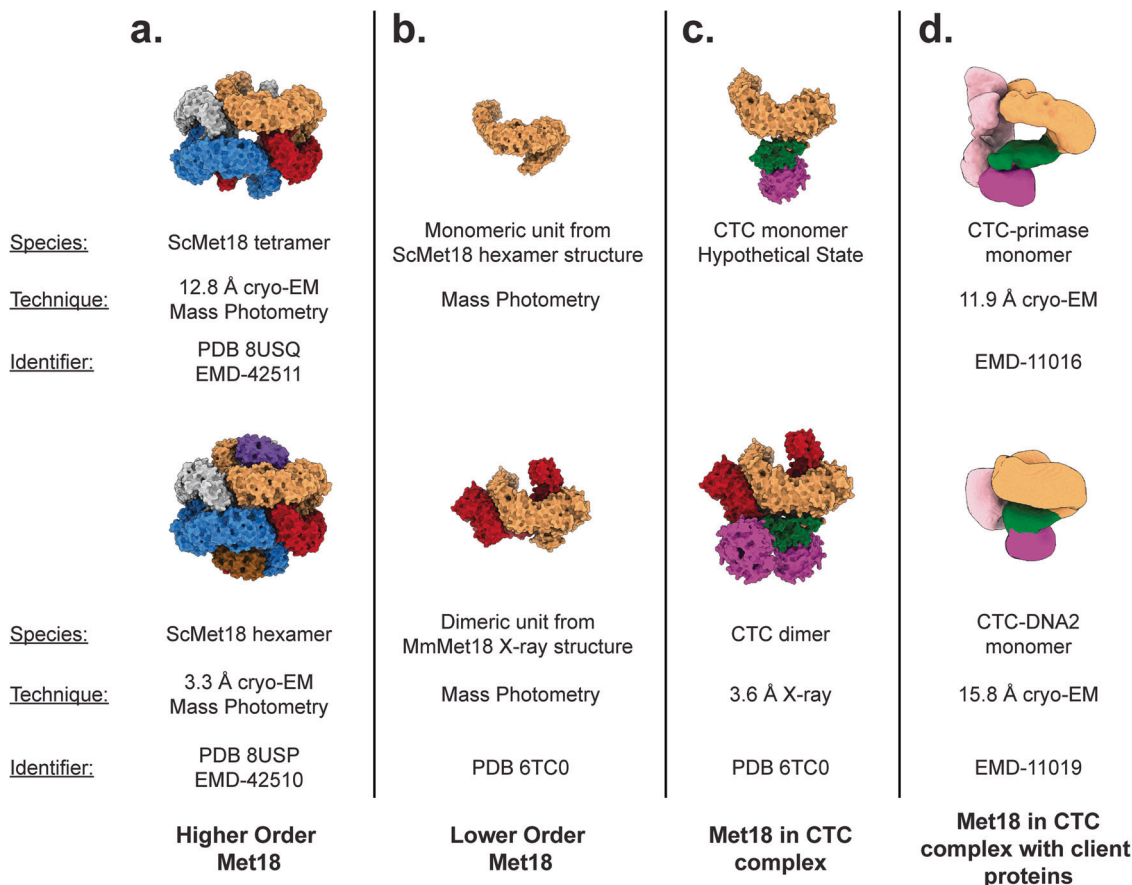 a.
b.
c.
d.
Species:
ScMet18 tetramer
Monomeric unit from
ScMet18 hexamer structure
CTC monomer
Hypothetical State
CTC-primase
monomer
Technique:
12.8 Å cryo-EM
Mass Photometry
Mass Photometry
11.9 Å cryo-EM
Identifier:
PDB 8USQ
EMD-42511
EMD-11016
Species:
ScMet18 hexamer
Dimeric unit from
MmMet18 X-ray structure
CTC dimer
CTC-DNA2
monomer
Technique:
3.3 Å cryo-EM
Mass Photometry
Mass Photometry
3.6 Å X-ray
15.8 Å cryo-EM
Identifier:
PDB 8USP
EMD-42510
PDB 6TC0
PDB 6TC0
EMD-11019
Higher Order
Met18
Lower Order
Met18
Met18 in CTC
complex
Met18 in CTC
complex with client
proteins